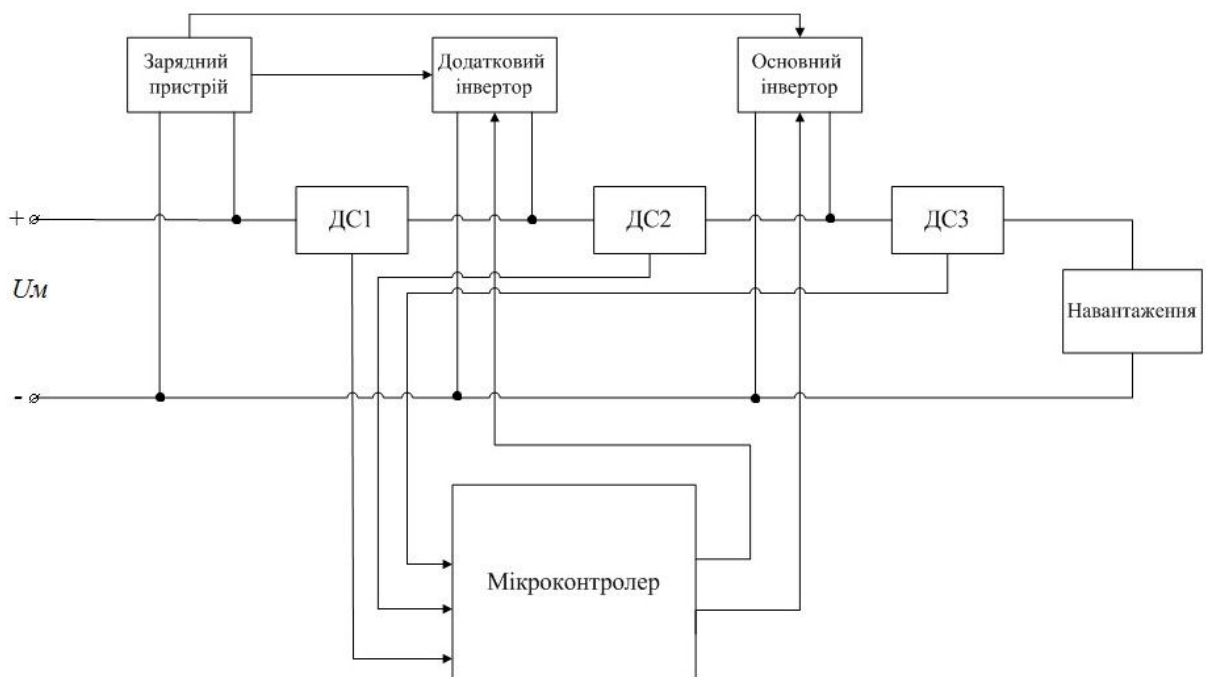 Зарядний
пристрій
Додатковий
інвертор
Основний
інвертор
+
ДС1
ДС2
ДС3
Uм
Навантаження
-
Мікроконтролер